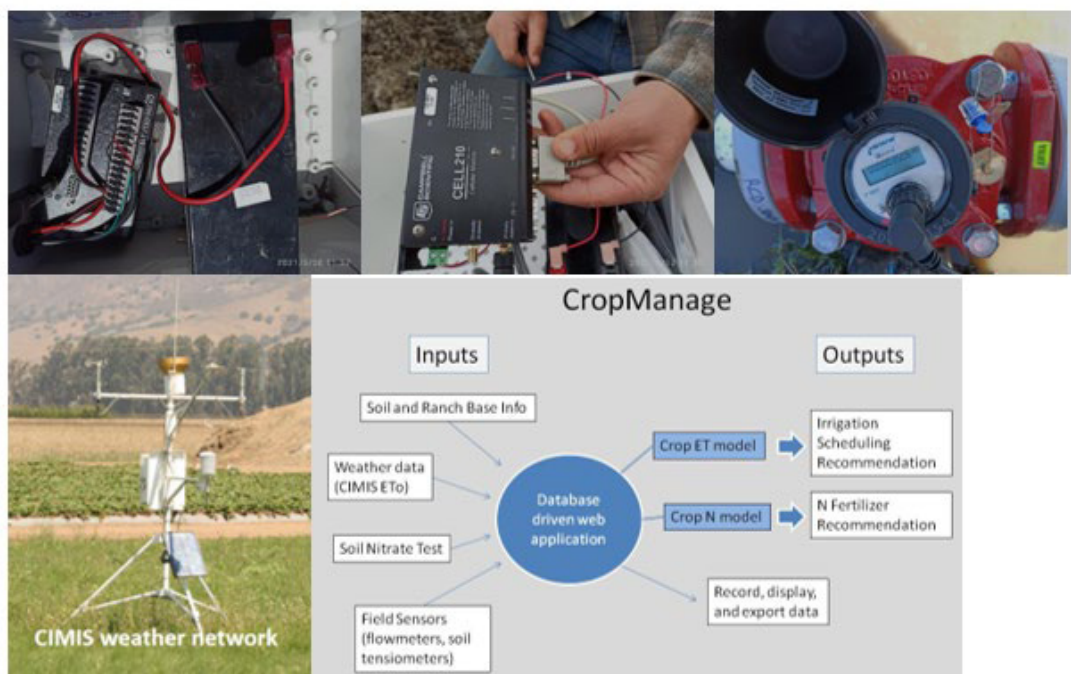 CAMPBELL
SCIENTIFIC
CELL210
CIMIS weather network
CropManage
Inputs
Outputs
Soil and Ranch Base Info
Weather data
(CIMIS ETo)
Soil Nitrate Test
Field Sensors
(flowmeters, soil
tensiometers)
Database
driven web
application
Crop ET model
Crop N model
Irrigation
Scheduling
Recommendation
N Fertilizer
Recommendation
Record, display,
and export data